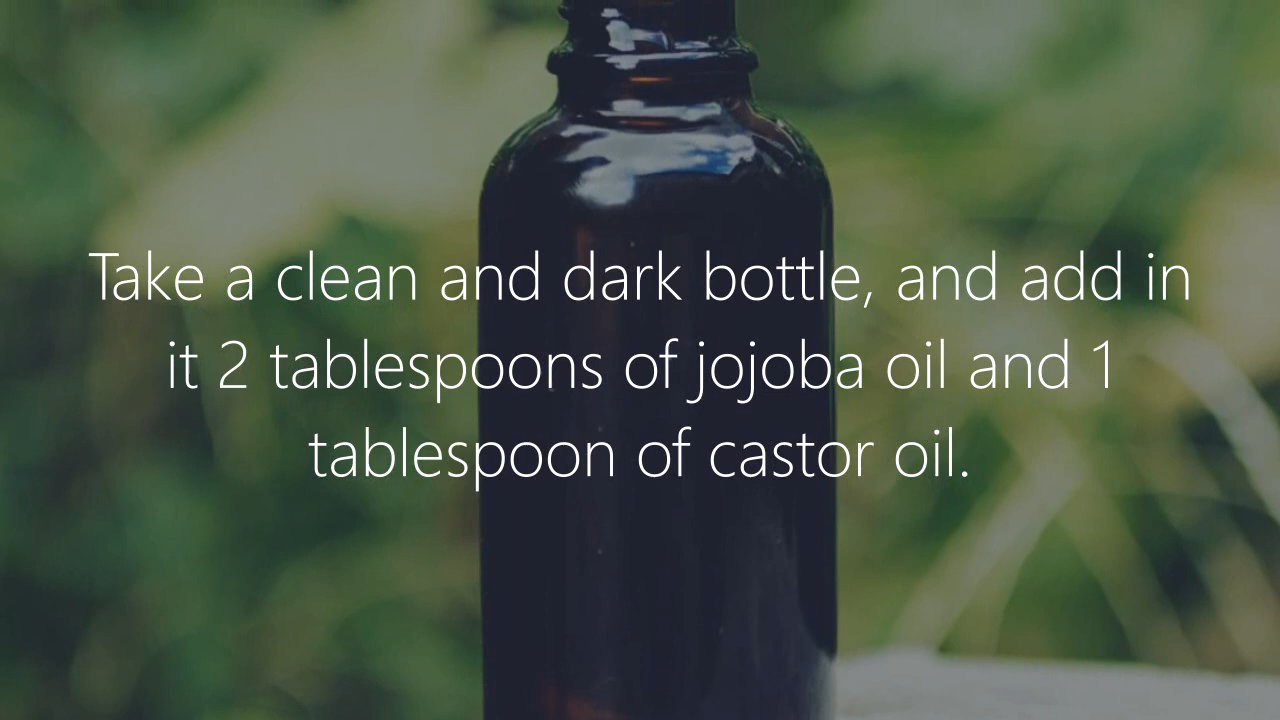 Take a clean and dark bottle, and add in
it 2 tablespoons of jojoba oil and 1
tablespoon of castor oil.